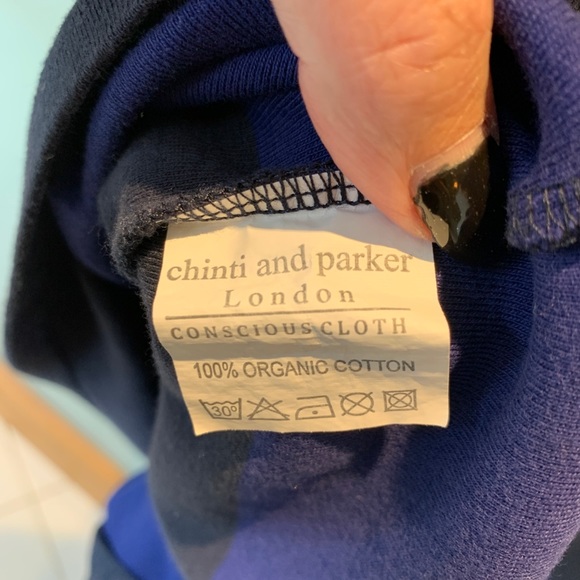 chinti and parker
London
CONSCIOUS CLOTH
100% ORGANIC COTTON
30°